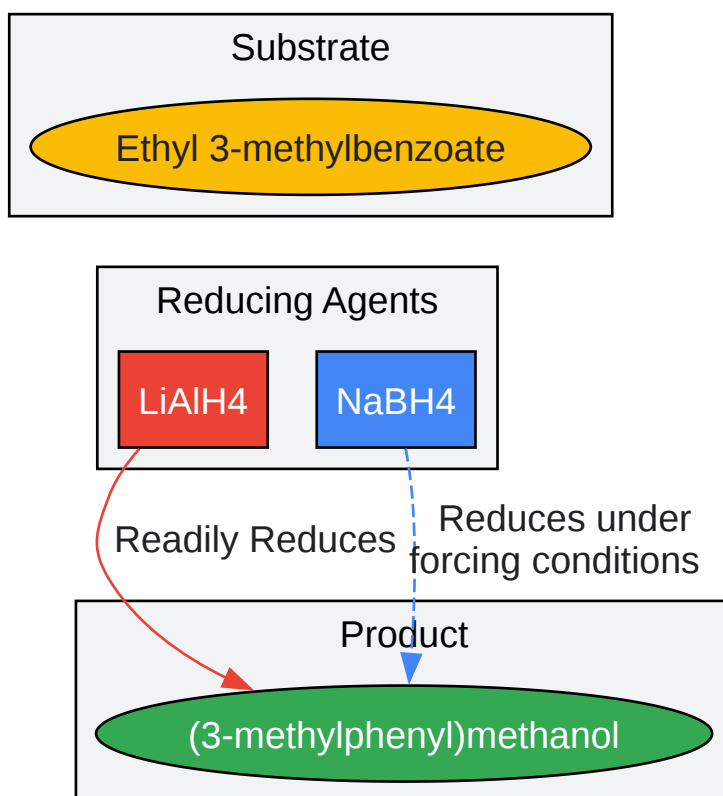 Substrate
Ethyl 3-methylbenzoate
Reducing Agents
LiAlH4
NaBH4
Readily Reduces
Reduces under
forcing conditions
Product
(3-methylphenyl)methanol